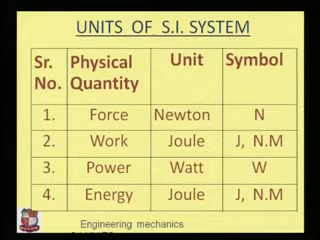 UNITS OF S.I. SYSTEM
Sr. No. Physical Quantity Unit Symbol
1. Force Newton N
2. Work Joule J, N.M
3. Power Watt W
4. Energy Joule J, N.M
Engineering mechanics